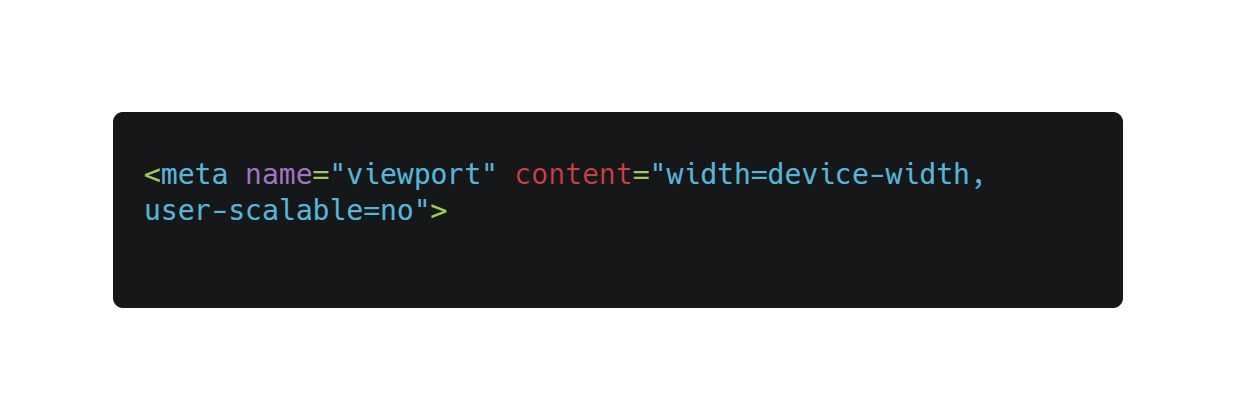 <meta name="viewport" content="width=device-width,
user-scalable=no">